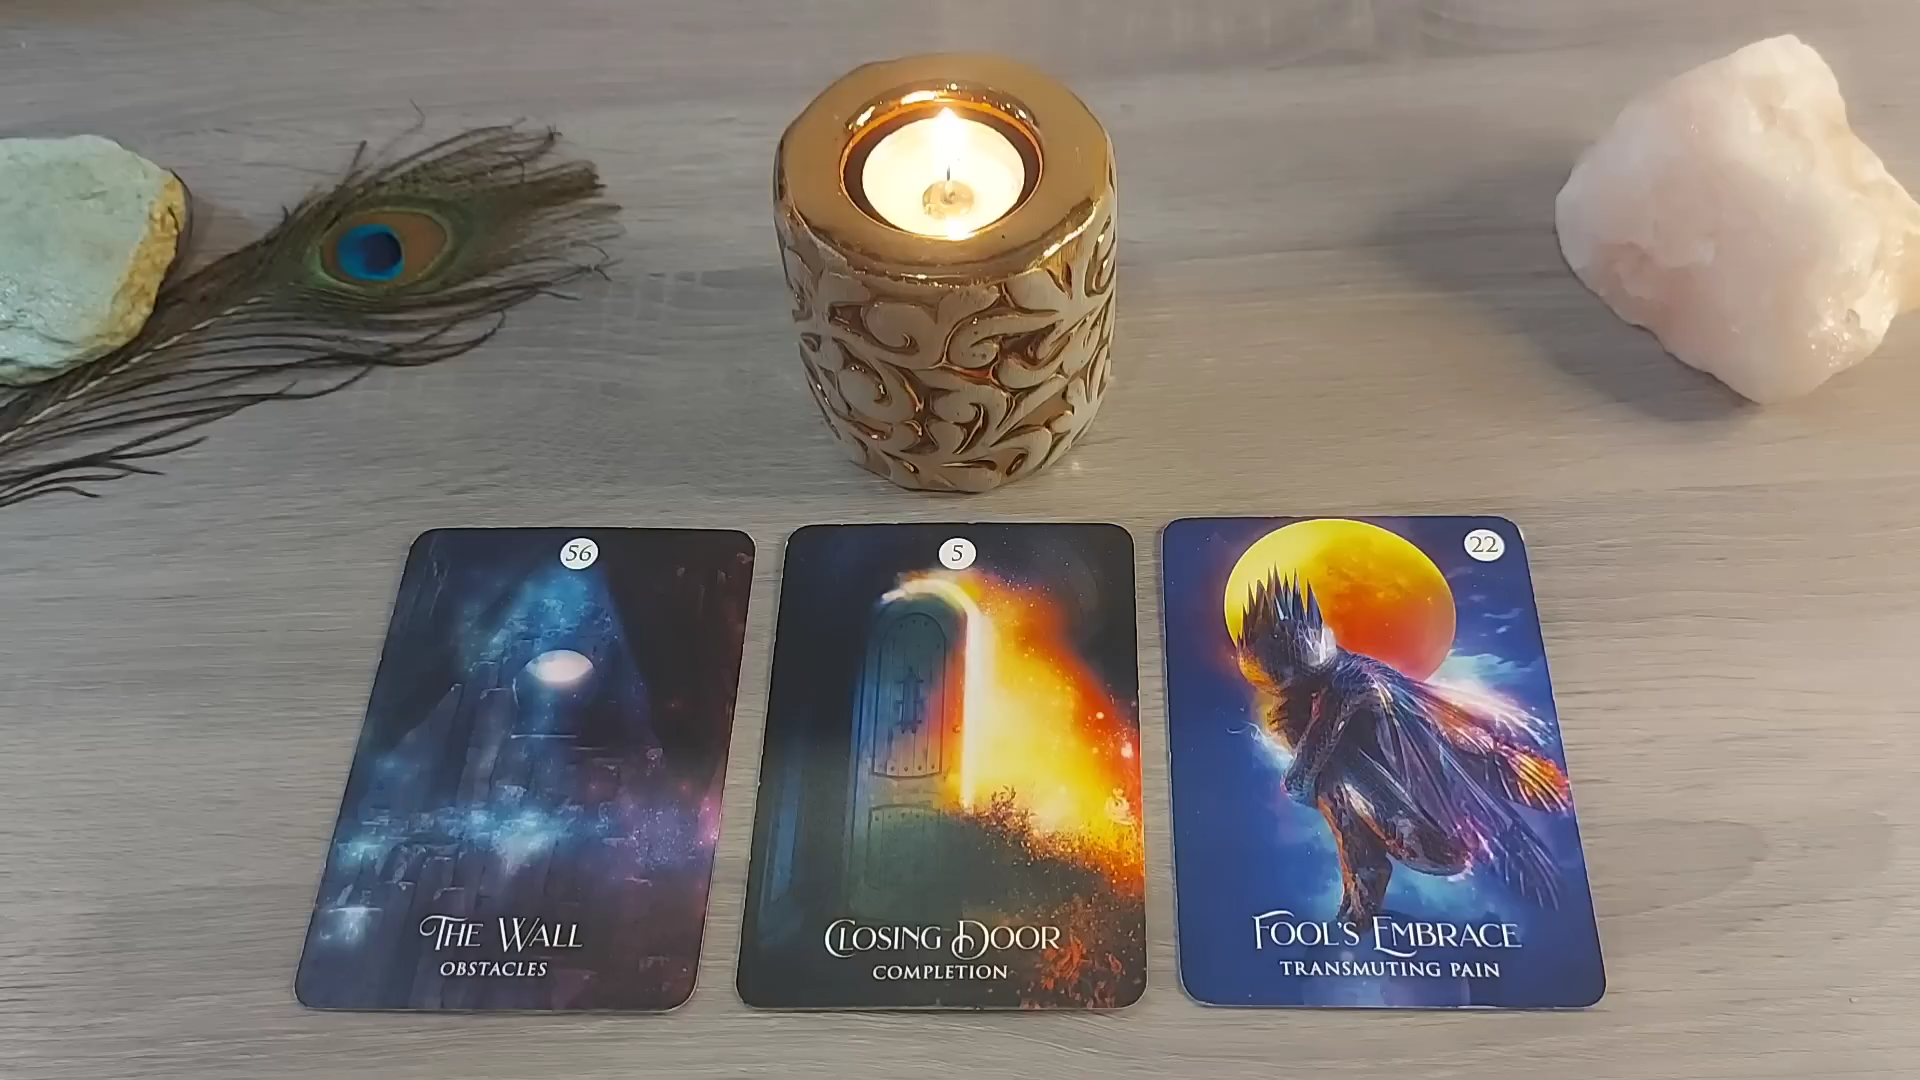 56
THE WALL
OBSTACLES
5
CLOSING DOOR
COMPLETION
22
FOOL'S EMBRACE
TRANSMUTING PAIN